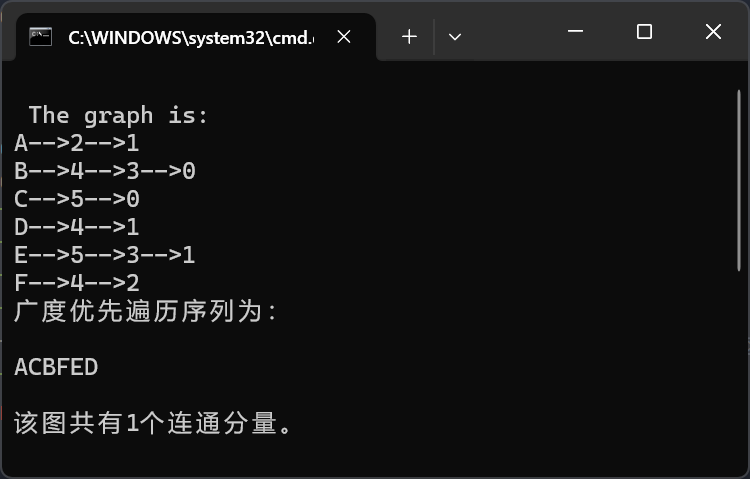 C:\WINDOWS\system32\cmd.
The graph is:
A-->2-->1
B-->4-->3-->0
C-->5-->0
D-->4-->1
E-->5-->3-->1
F-->4-->2
广度优先遍历序列为:
ACBFED
该图共有1个连通分量。